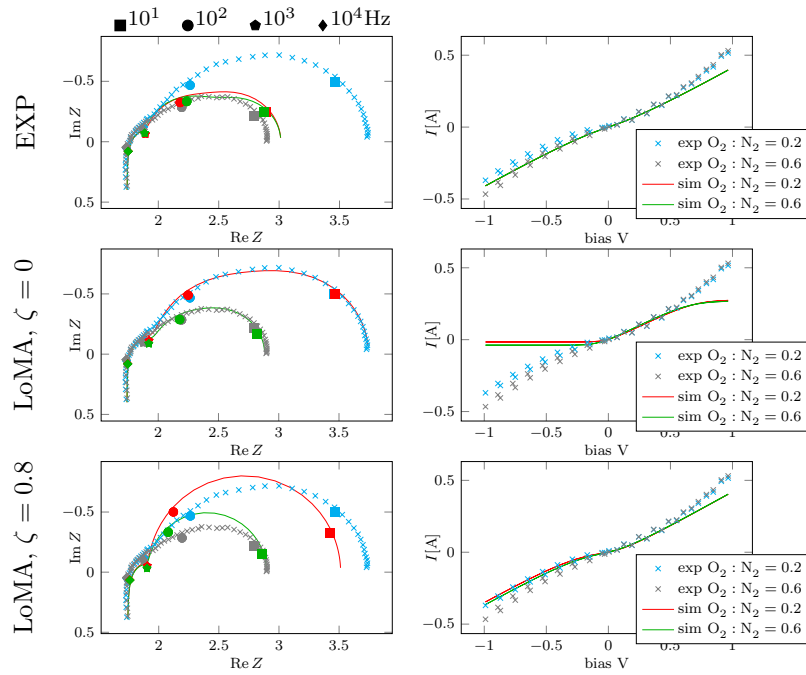 10¹ 10² 10³ 10⁴Hz
EXP
−0.5
0
0.5
Im Z
2 2.5 3 3.5
Re Z
0.5
0
−0.5
I[A]
−1 −0.5 0 0.5 1
bias V
exp O₂ : N₂ = 0.2
exp O₂ : N₂ = 0.6
sim O₂ : N₂ = 0.2
sim O₂ : N₂ = 0.6
LoMA, ζ = 0
−0.5
0
0.5
Im Z
2 2.5 3 3.5
Re Z
0.5
0
−0.5
I[A]
−1 −0.5 0 0.5 1
bias V
exp O₂ : N₂ = 0.2
exp O₂ : N₂ = 0.6
sim O₂ : N₂ = 0.2
sim O₂ : N₂ = 0.6
LoMA, ζ = 0.8
−0.5
0
0.5
Im Z
2 2.5 3 3.5
Re Z
0.5
0
−0.5
I[A]
−1 −0.5 0 0.5 1
bias V
exp O₂ : N₂ = 0.2
exp O₂ : N₂ = 0.6
sim O₂ : N₂ = 0.2
sim O₂ : N₂ = 0.6